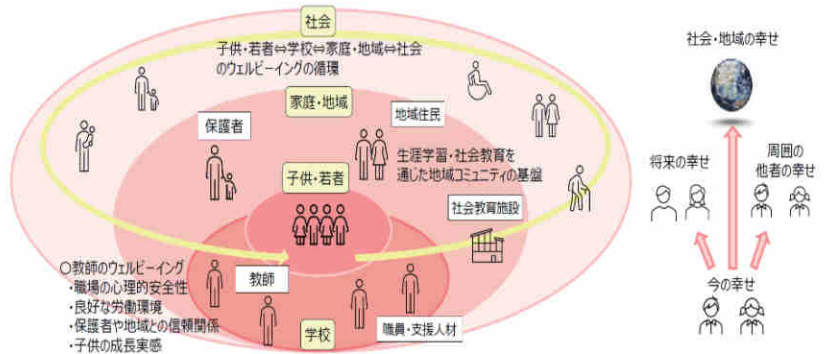 社会
子供・若者⇔学校⇔家庭・地域⇔社会
のウェルビーイングの循環
家庭・地域
保護者
地域住民
生涯学習・社会教育を
通じた地域コミュニティの基盤
子供・若者
社会教育施設
〇教師のウェルビーイング
・職場の心理的安全性
・良好な労働環境
・保護者や地域との信頼関係
・子供の成長実感
教師
学校
職員・支援人材
社会・地域の幸せ
将来の幸せ
周囲の
他者の幸せ
今の幸せ